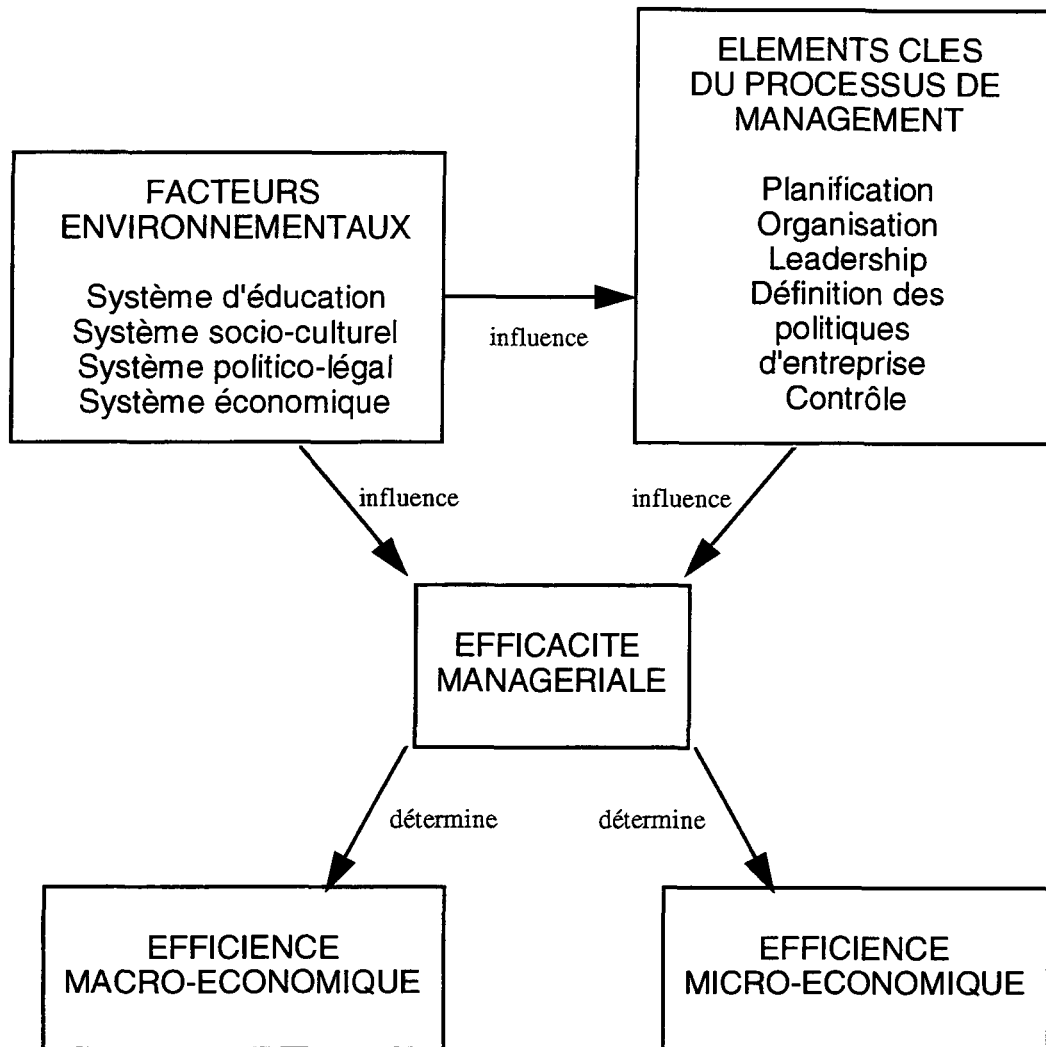 ELEMENTS CLES
DU PROCESSUS DE
MANAGEMENT
Planification
Organisation
Leadership
Définition des
politiques
d'entreprise
Contrôle
FACTEURS
ENVIRONNEMENTAUX
Système d'éducation
Système socio-culturel
Système politico-légal
Système économique
influence
influence
influence
EFFICACITE
MANAGERIALE
détermine
détermine
EFFICIENCE
MACRO-ECONOMIQUE
EFFICIENCE
MICRO-ECONOMIQUE